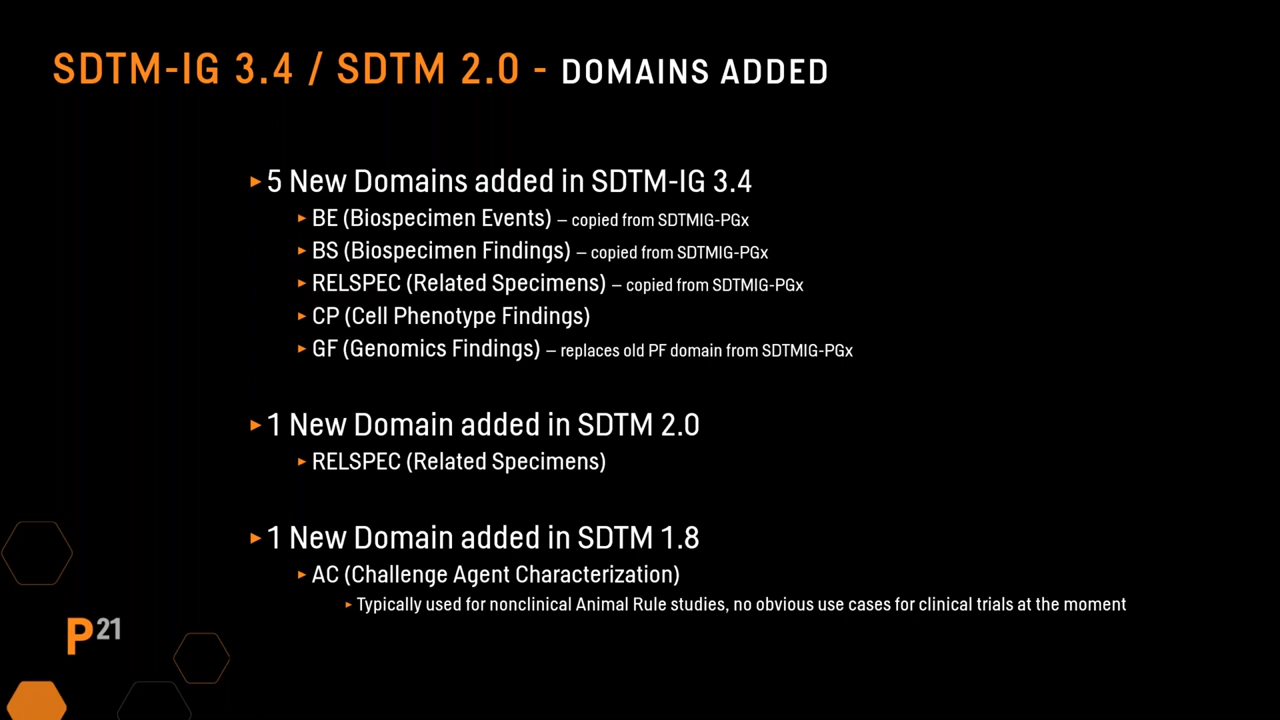 SDTM-IG 3.4 / SDTM 2.0 - DOMAINS ADDED
5 New Domains added in SDTM-IG 3.4
BE (Biospecimen Events) – copied from SDTMIG-PGx
BS (Biospecimen Findings) – copied from SDTMIG-PGx
RELSPEC (Related Specimens) – copied from SDTMIG-PGx
CP (Cell Phenotype Findings)
GF (Genomics Findings) – replaces old PF domain from SDTMIG-PGx
1 New Domain added in SDTM 2.0
RELSPEC (Related Specimens)
1 New Domain added in SDTM 1.8
AC (Challenge Agent Characterization)
Typically used for nonclinical Animal Rule studies, no obvious use cases for clinical trials at the moment
P21